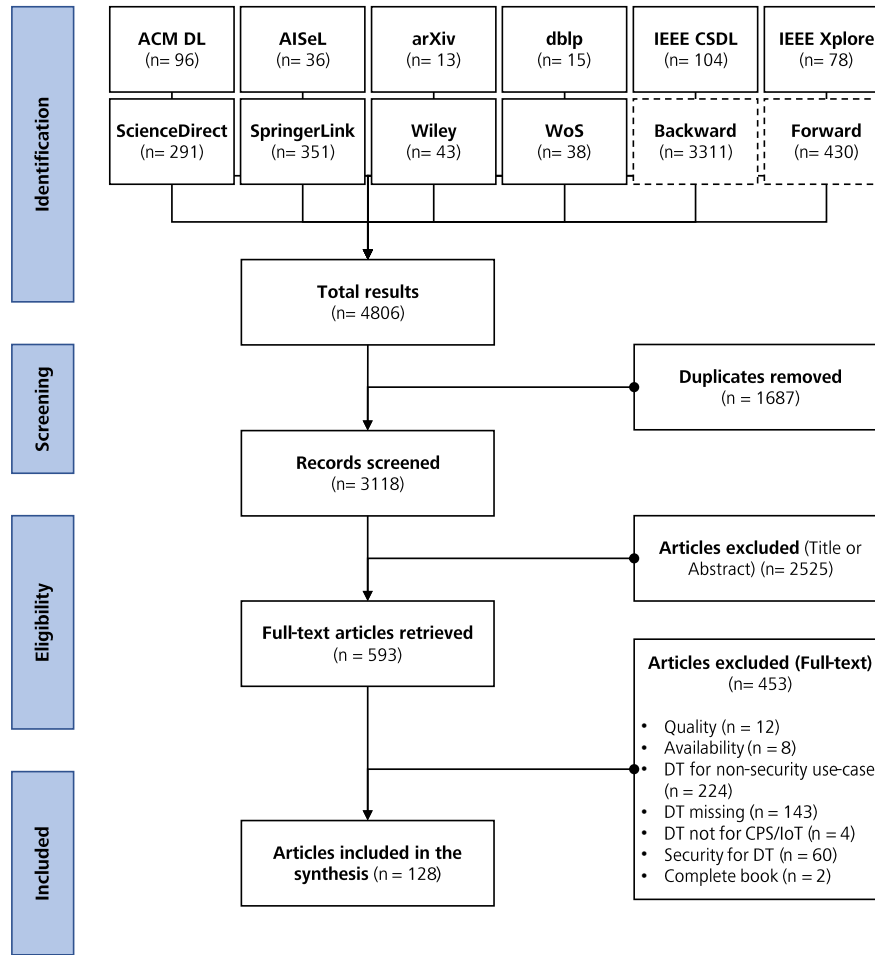 Identification
ACM DL
(n= 96)
AISeL
(n= 36)
arXiv
(n= 13)
dblp
(n= 15)
IEEE CSDL
(n= 104)
IEEE Xplore
(n= 78)
ScienceDirect
(n= 291)
SpringerLink
(n= 351)
Wiley
(n= 43)
WoS
(n= 38)
Backward
(n= 3311)
Forward
(n= 430)
Total results
(n= 4806)
Screening
Duplicates removed
(n = 1687)
Records screened
(n= 3118)
Eligibility
Articles excluded (Title or
Abstract) (n= 2525)
Full-text articles retrieved
(n = 593)
Articles excluded (Full-text)
(n= 453)
• Quality (n = 12)
• Availability (n = 8)
• DT for non-security use-case
(n = 224)
• DT missing (n = 143)
• DT not for CPS/IoT (n = 4)
• Security for DT (n = 60)
• Complete book (n = 2)
Included
Articles included in the
synthesis (n = 128)